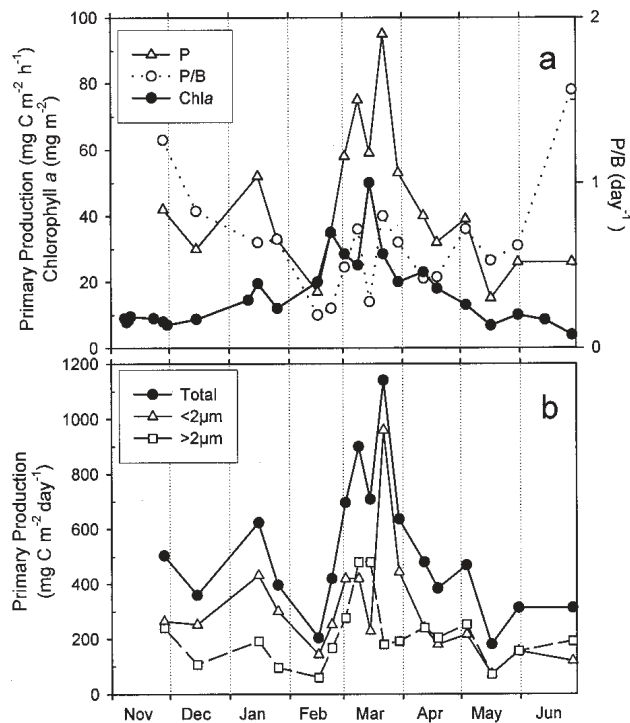 100
80
60
40
20
0
Primary Production (mg C m-2 h-1)
Chlorophyll a (mg m-2)
P
P/B
Chla
a
2
1
0
P/B (day-1)
1200
1000
800
600
400
200
0
Primary Production
(mg C m-2 day-1)
Total
<2µm
>2µm
b
Nov Dec Jan Feb Mar Apr May Jun